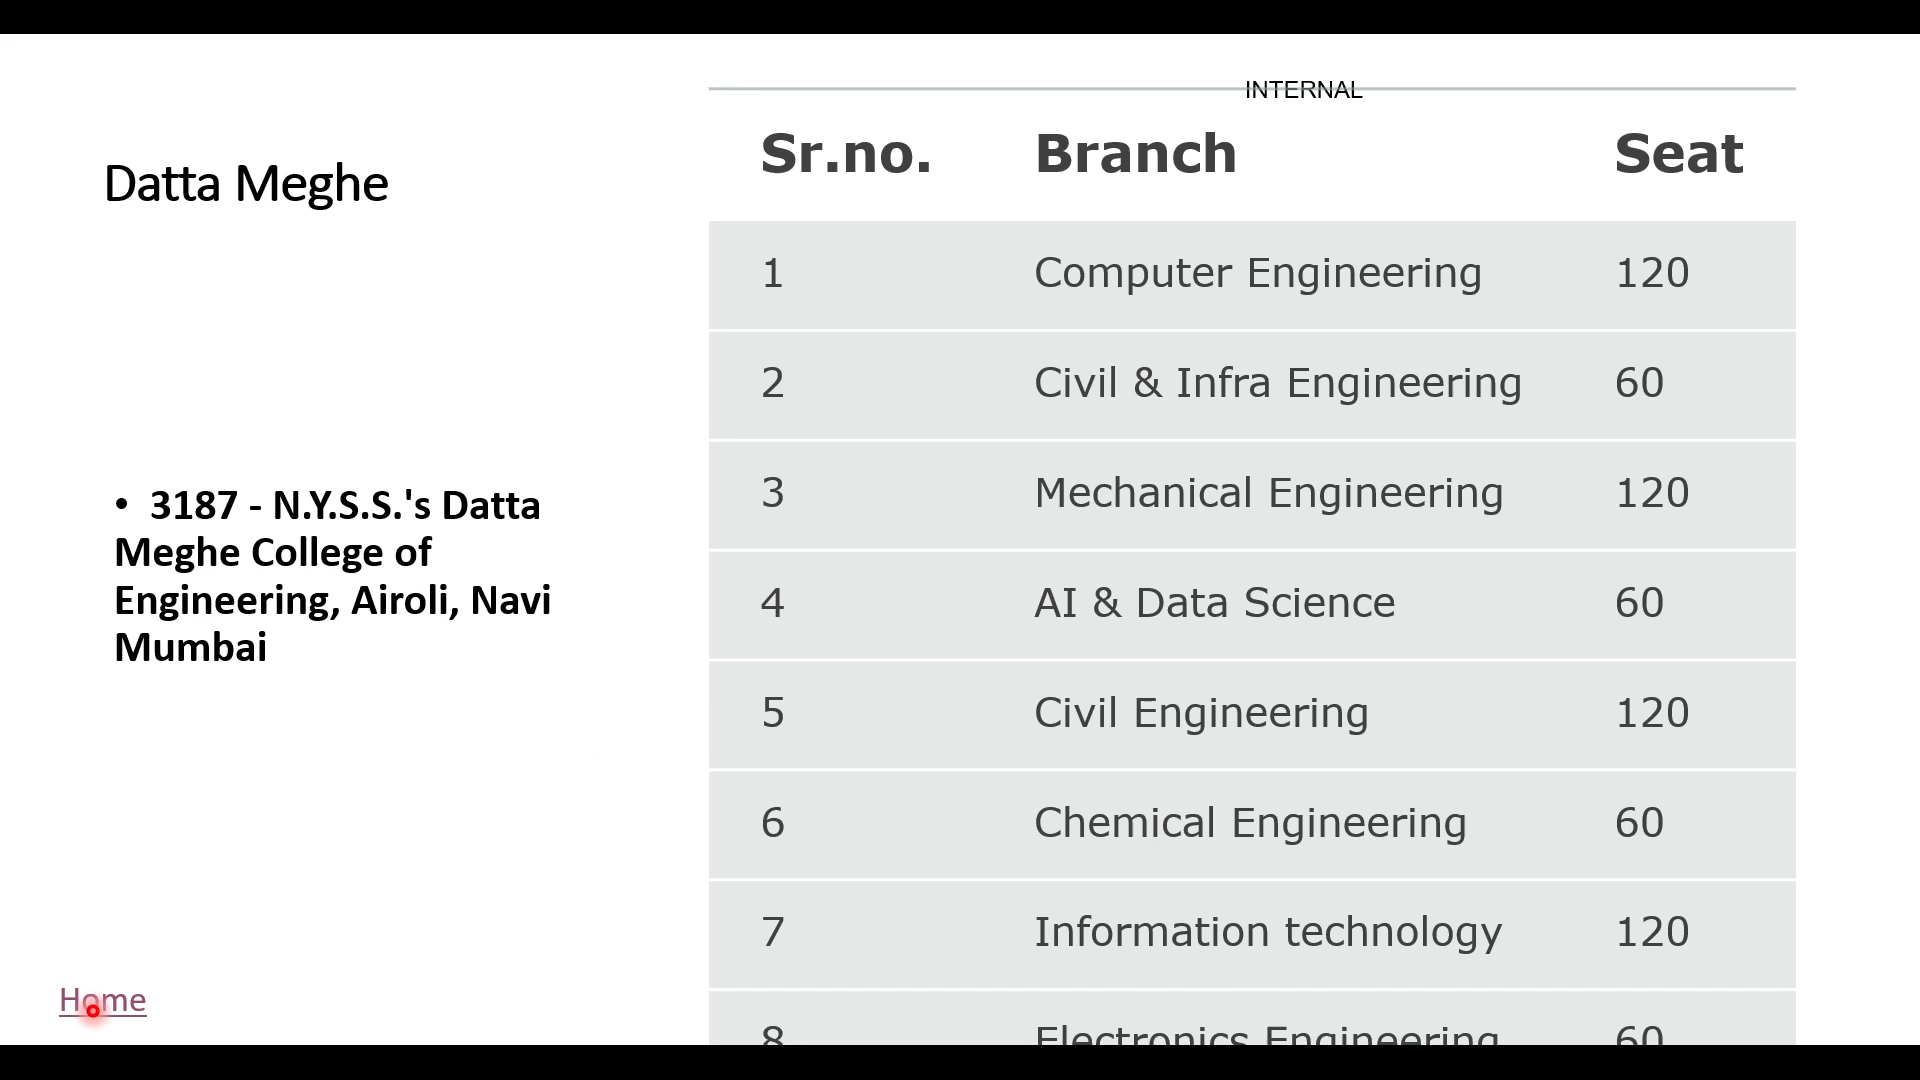 INTERNAL
Datta Meghe
• 3187 - N.Y.S.S.'s Datta
Meghe College of
Engineering, Airoli, Navi
Mumbai
Home
Sr.no. Branch Seat
1 Computer Engineering 120
2 Civil & Infra Engineering 60
3 Mechanical Engineering 120
4 AI & Data Science 60
5 Civil Engineering 120
6 Chemical Engineering 60
7 Information technology 120
8 Electronics Engineering 60